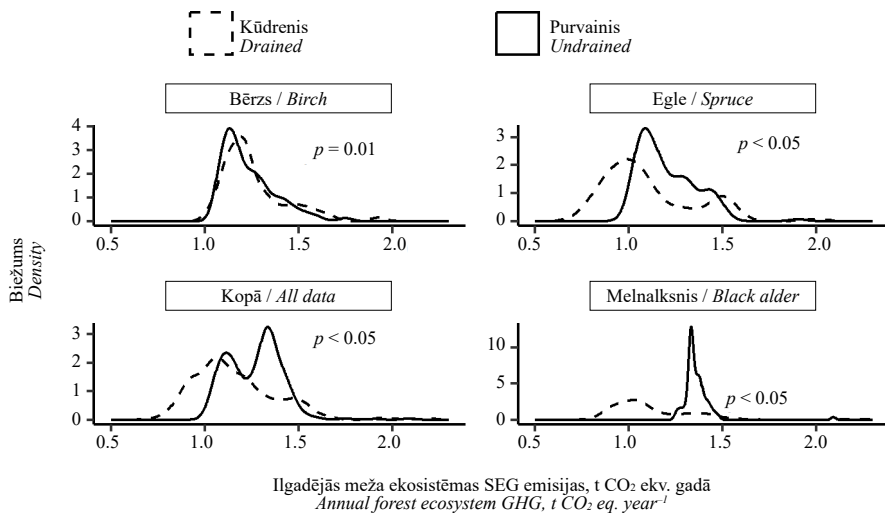 Kūdrenis
Drained
Purvainis
Undrained
Bērzs / Birch
Egle / Spruce
p = 0.01
p < 0.05
4
3
2
1
0
3
2
1
0
0.5 1.0 1.5 2.0
0.5 1.0 1.5 2.0
Biežums
Density
Kopā / All data
Melnalksnis / Black alder
p < 0.05
p < 0.05
3
2
1
0
10
5
0
0.5 1.0 1.5 2.0
0.5 1.0 1.5 2.0
Ilgadējās meža ekosistēmas SEG emisijas, t CO₂ ekv. gadā
Annual forest ecosystem GHG, t CO₂ eq. year⁻¹